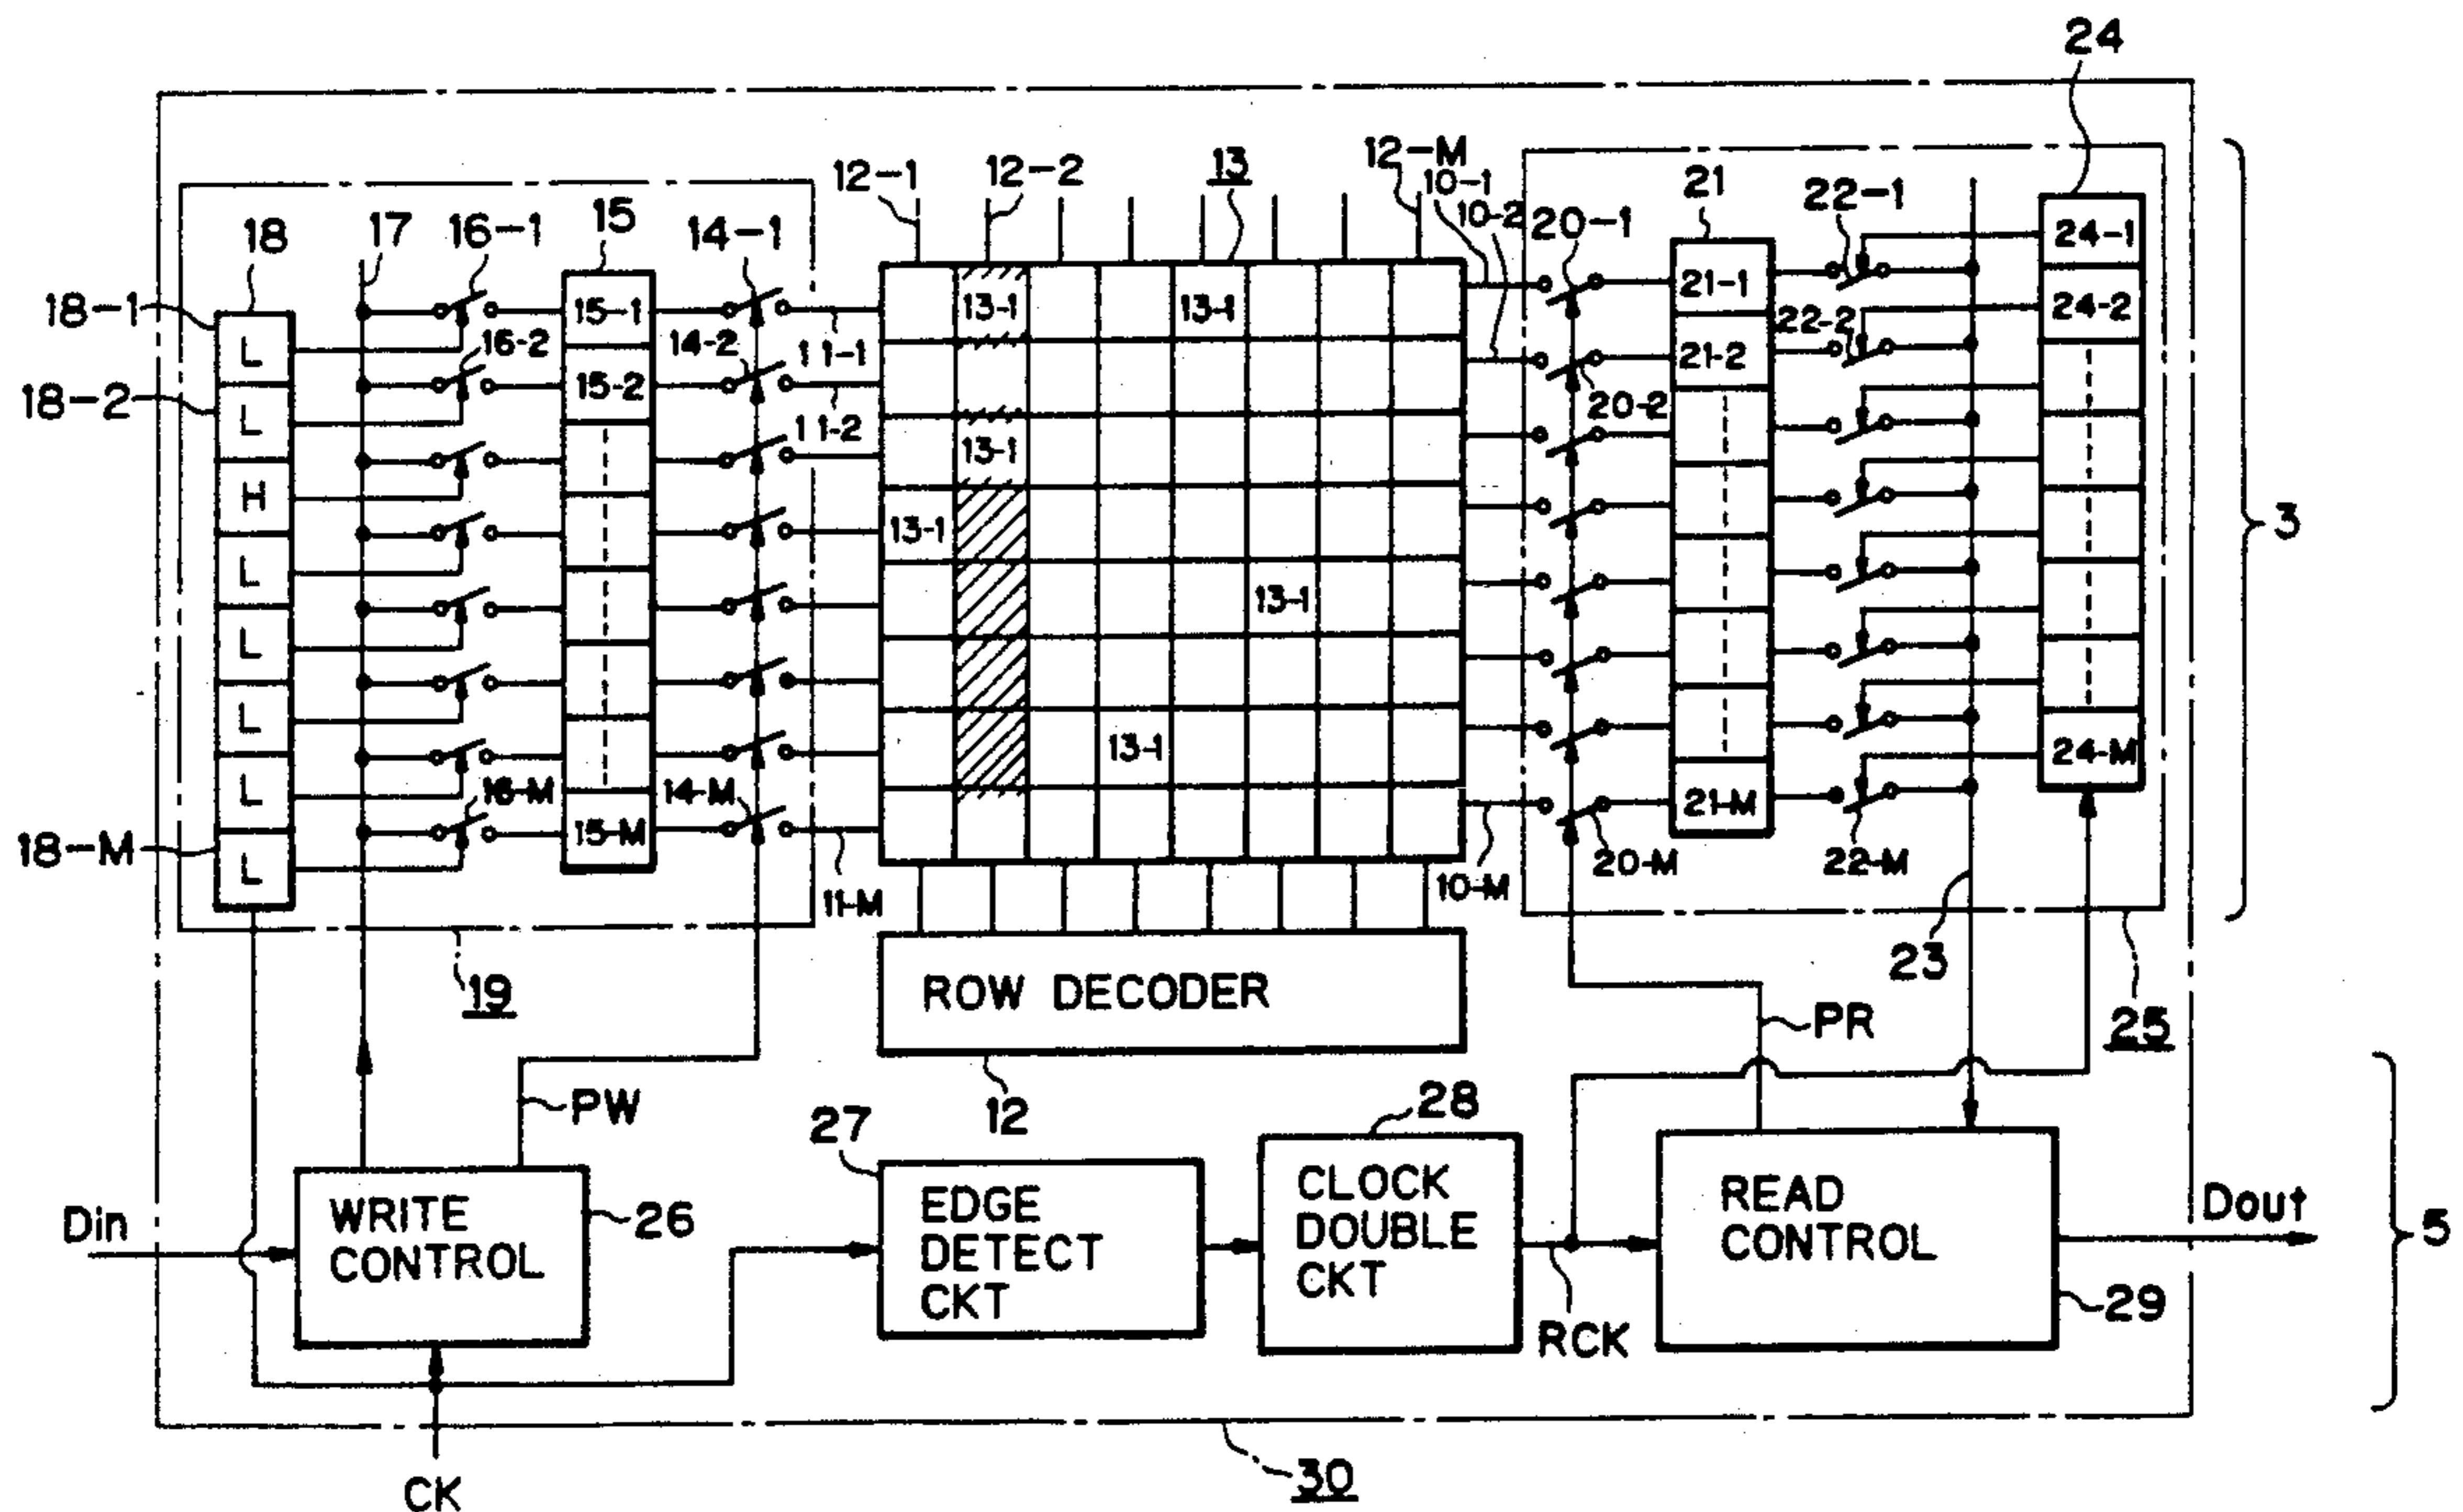 24
12-1
12-2
13
12-M
10-1
10-2
20-1
21
22-1
18
17
16-1
15
14-1
18-1
18-2
18-M
L
L
H
L
L
L
L
L
16-2
16-M
15-1
15-2
15-M
14-2
14-M
11-1
11-2
11-M
13-1
13-1
13-1
13-1
13-1
13-1
20-2
20-M
10-M
21-1
21-2
21-M
22-2
22-M
24-1
24-2
24-M
3
19
ROW DECODER
12
23
25
PR
PW
27
28
Din
WRITE
CONTROL
26
EDGE
DETECT
CKT
CLOCK
DOUBLE
CKT
RCK
READ
CONTROL
29
Dout
5
CK
30